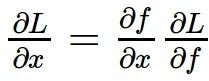 ∂L/∂x = ∂f/∂x ∂L/∂f